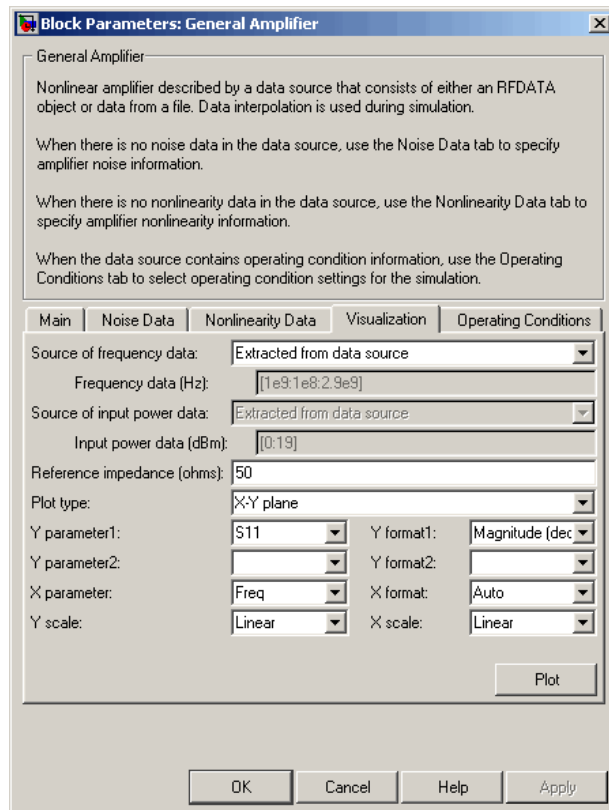 Block Parameters: General Amplifier
General Amplifier
Nonlinear amplifier described by a data source that consists of either an RFDATA
object or data from a file. Data interpolation is used during simulation.
When there is no noise data in the data source, use the Noise Data tab to specify
amplifier noise information.
When there is no nonlinearity data in the data source, use the Nonlinearity Data tab to
specify amplifier nonlinearity information.
When the data source contains operating condition information, use the Operating
Conditions tab to select operating condition settings for the simulation.
Main Noise Data Nonlinearity Data Visualization Operating Conditions
Source of frequency data: Extracted from data source
Frequency data (Hz): [1e9:1e8:2.9e9]
Source of input power data: Extracted from data source
Input power data (dBm): [0:19]
Reference impedance (ohms): 50
Plot type: X-Y plane
Y parameter1: S11 Y format1: Magnitude (dec
Y parameter2: Y format2:
X parameter: Freq X format: Auto
Y scale: Linear X scale: Linear
Plot
OK Cancel Help Apply